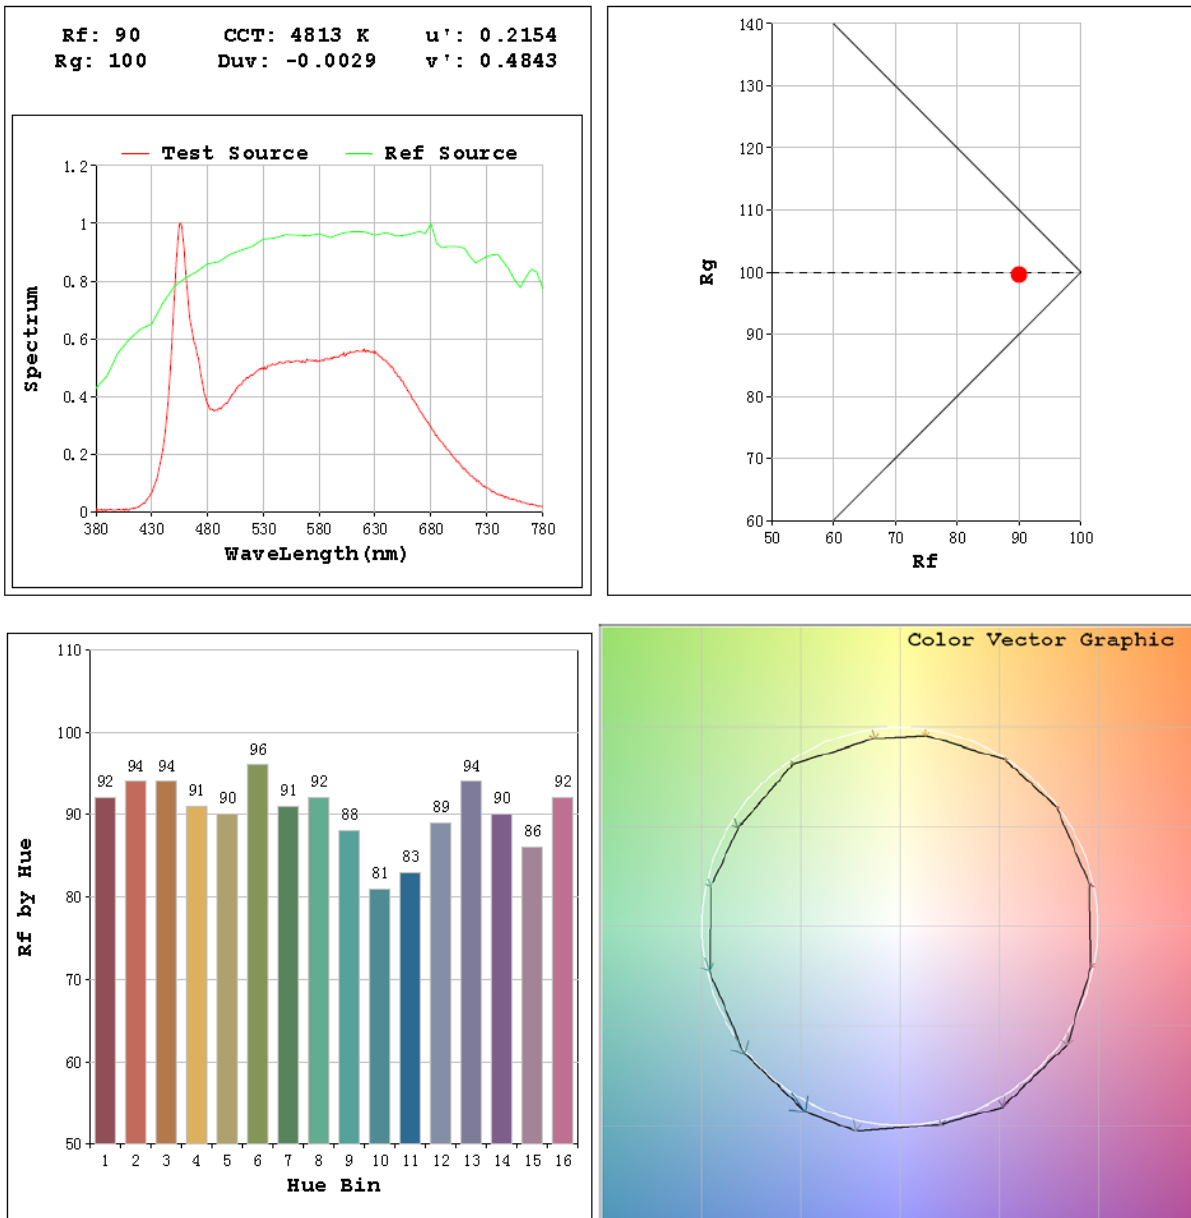 Rf: 90 CCT: 4813 K u': 0.2154
Rg: 100 Duv: -0.0029 v': 0.4843
Test Source Ref Source
1.2
1
0.8
0.6
0.4
0.2
0
Spectrum
380 430 480 530 580 630 680 730 780
WaveLength(nm)
140
130
120
110
100
90
80
70
60
Rg
50 60 70 80 90 100
Rf
110
100
90
80
70
60
50
Rf by Hue
92 94 94 91 90 96 91 92 88 81 83 89 94 90 86 92
1 2 3 4 5 6 7 8 9 10 11 12 13 14 15 16
Hue Bin
Color Vector Graphic